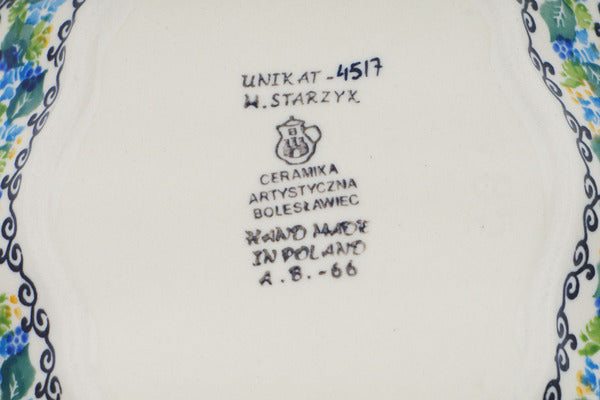 UNIKAT-4517
W. STARZYK
CERAMIKA
ARTYSTYCZNA
BOLESŁAWIEC
HAND MADE
IN POLAND
A.B.-66